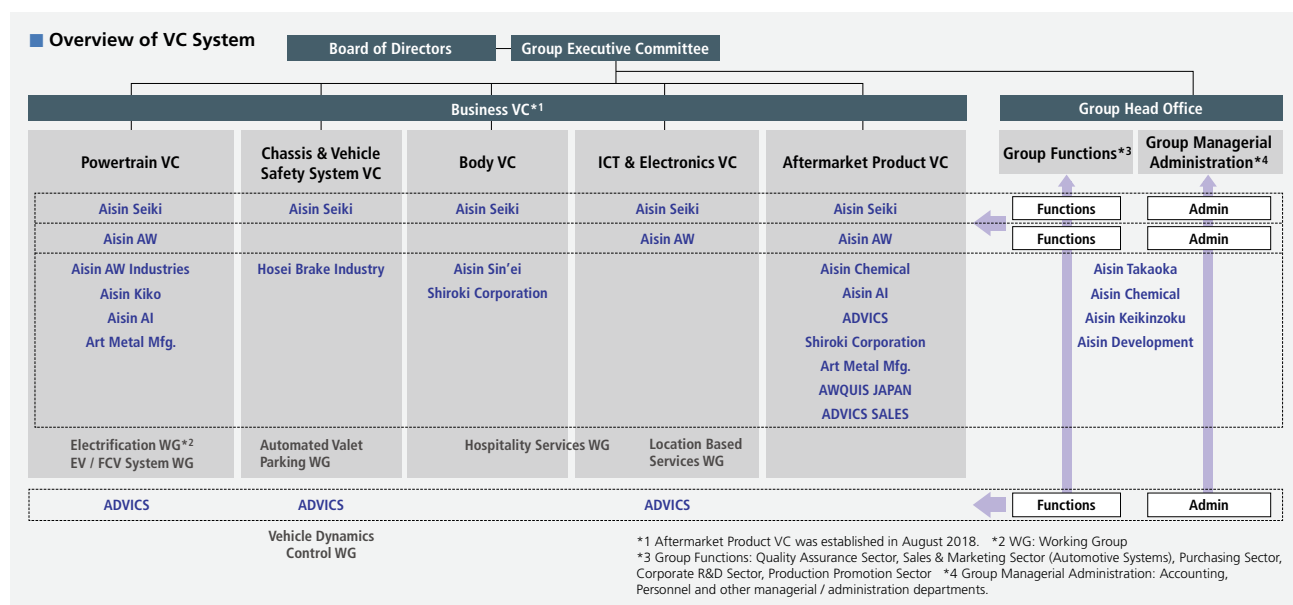 Overview of VC System
Board of Directors
Group Executive Committee
Business VC*1
Group Head Office
Powertrain VC
Chassis & Vehicle
Safety System VC
Body VC
ICT & Electronics VC
Aftermarket Product VC
Group Functions*3
Group Managerial
Administration*4
Aisin Seiki
Aisin Seiki
Aisin Seiki
Aisin Seiki
Aisin Seiki
Functions
Admin
Aisin AW
Aisin AW
Aisin AW
Functions
Admin
Aisin AW Industries
Aisin Kiko
Aisin AI
Art Metal Mfg.
Hosei Brake Industry
Aisin Sin'ei
Shiroki Corporation
Aisin Chemical
Aisin AI
ADVICS
Shiroki Corporation
Art Metal Mfg.
AWQUIS JAPAN
ADVICS SALES
Aisin Takaoka
Aisin Chemical
Aisin Keikinzoku
Aisin Development
Electrification WG*2
EV / FCV System WG
Automated Valet
Parking WG
Hospitality Services WG
Location Based
Services WG
ADVICS
ADVICS
ADVICS
Functions
Admin
Vehicle Dynamics
Control WG
*1 Aftermarket Product VC was established in August 2018. *2 WG: Working Group
*3 Group Functions: Quality Assurance Sector, Sales & Marketing Sector (Automotive Systems), Purchasing Sector,
Corporate R&D Sector, Production Promotion Sector *4 Group Managerial Administration: Accounting,
Personnel and other managerial / administration departments.